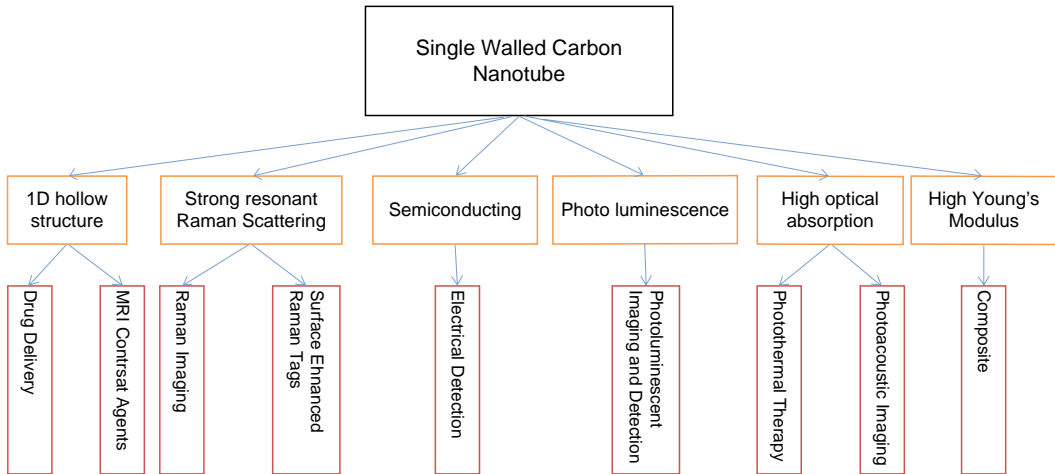 Single Walled Carbon
Nanotube
1D hollow
structure
Strong resonant
Raman Scattering
Semiconducting
Photo luminescence
High optical
absorption
High Young’s
Modulus
Drug Delivery
MRI Contrsat Agents
Raman Imaging
Surface Ehnanced
Raman Tags
Electrical Detection
Photoluminescent
Imaging and Detection
Photothermal Therapy
Photoacoustic Imaging
Composite